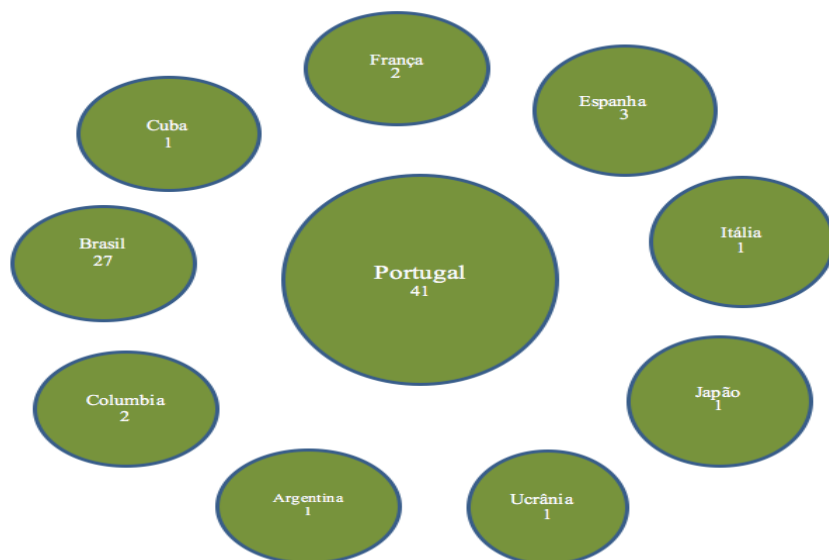 França
2
Espanha
3
Cuba
1
Itália
1
Brasil
27
Portugal
41
Japão
1
Columbia
2
Argentina
1
Ucrânia
1